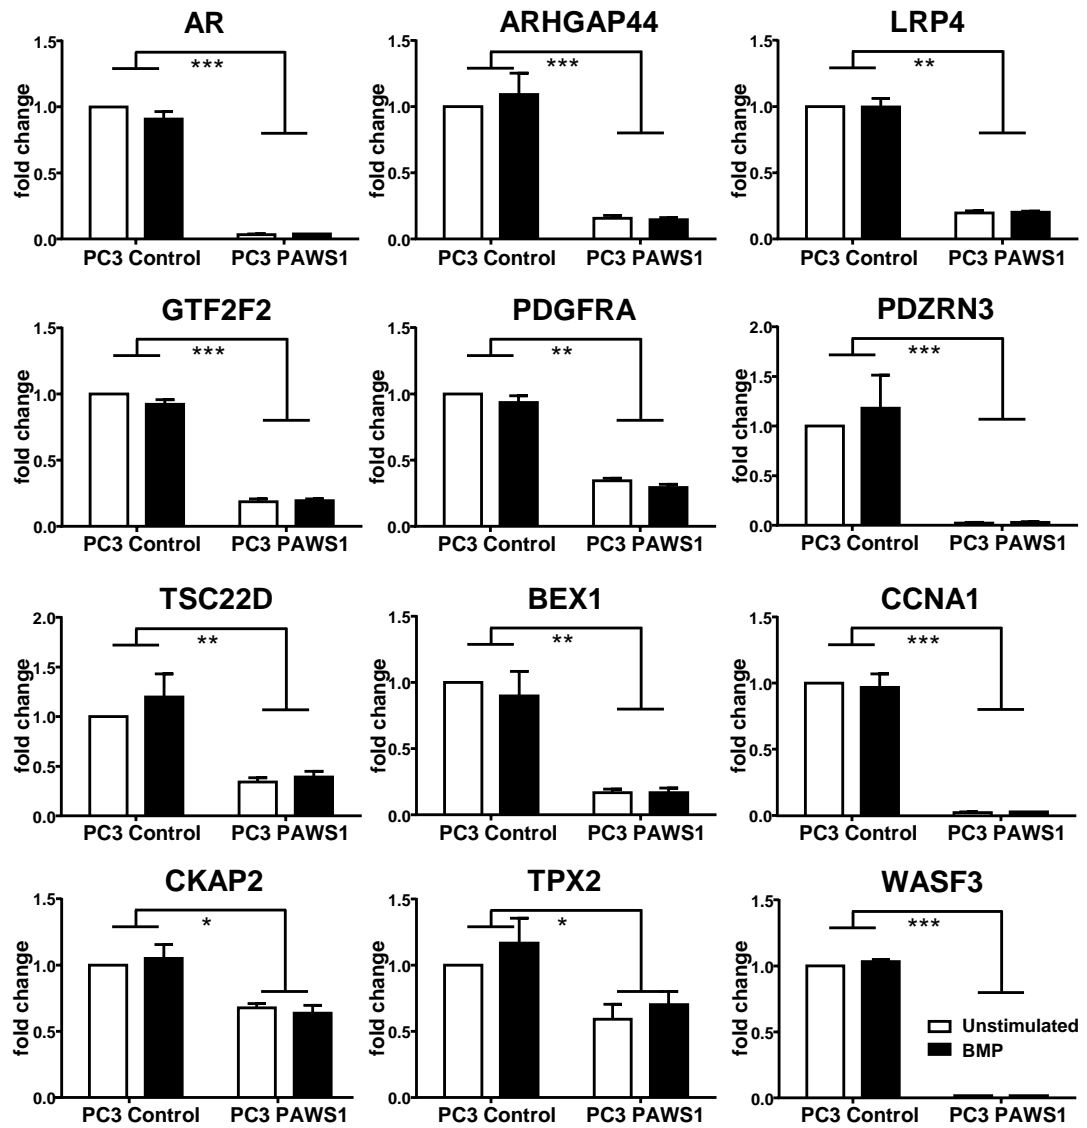 AR
1.5
***
1.0
0.5
0.0
fold change
PC3 Control PC3 PAWS1
ARHGAP44
1.5
***
1.0
0.5
0.0
fold change
PC3 Control PC3 PAWS1
LRP4
1.5
**
1.0
0.5
0.0
fold change
PC3 Control PC3 PAWS1
GTF2F2
1.5
***
1.0
0.5
0.0
fold change
PC3 Control PC3 PAWS1
PDGFRA
1.5
**
1.0
0.5
0.0
fold change
PC3 Control PC3 PAWS1
PDZRN3
2.0
***
1.5
1.0
0.5
0.0
fold change
PC3 Control PC3 PAWS1
TSC22D
2.0
**
1.5
1.0
0.5
0.0
fold change
PC3 Control PC3 PAWS1
BEX1
1.5
**
1.0
0.5
0.0
fold change
PC3 Control PC3 PAWS1
CCNA1
1.5
***
1.0
0.5
0.0
fold change
PC3 Control PC3 PAWS1
CKAP2
1.5
*
1.0
0.5
0.0
fold change
PC3 Control PC3 PAWS1
TPX2
1.5
*
1.0
0.5
0.0
fold change
PC3 Control PC3 PAWS1
WASF3
1.5
***
1.0
0.5
0.0
fold change
Unstimulated
BMP
PC3 Control PC3 PAWS1